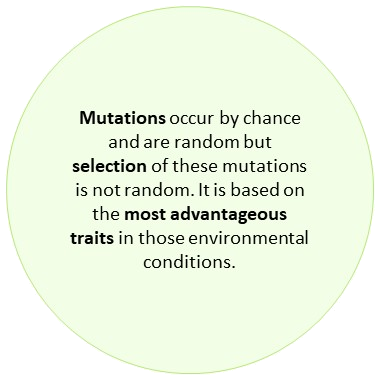 Mutations occur by chance
and are random but
selection of these mutations
is not random. It is based on
the most advantageous
traits in those environmental
conditions.